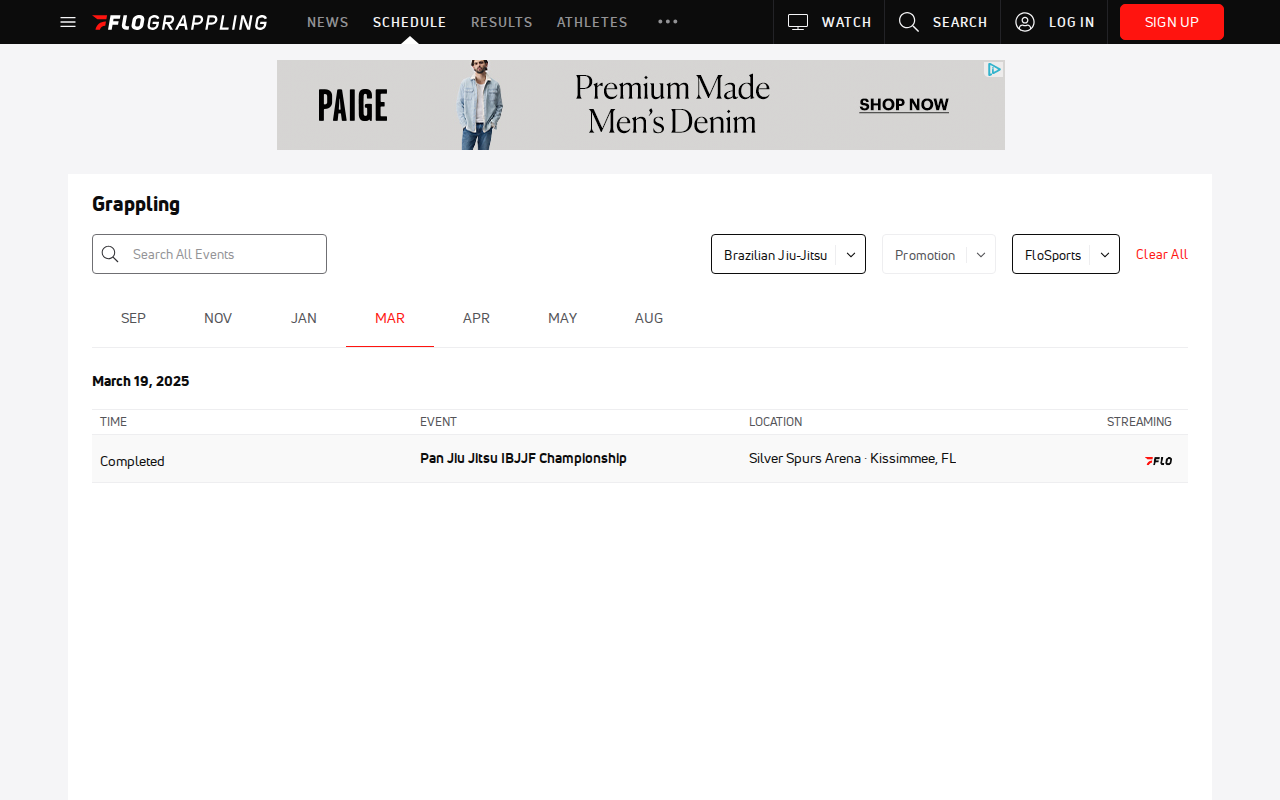 FLOGRAPPLING NEWS SCHEDULE RESULTS ATHLETES WATCH SEARCH LOG IN SIGN UP
PAIGE
Premium Made
Men's Denim
SHOP NOW
Grappling
Search All Events
Brazilian Jiu-Jitsu
Promotion
FloSports
Clear All
SEP NOV JAN MAR APR MAY AUG
March 19, 2025
TIME EVENT LOCATION STREAMING
Completed Pan Jiu Jitsu IBJJF Championship Silver Spurs Arena · Kissimmee, FL FLO